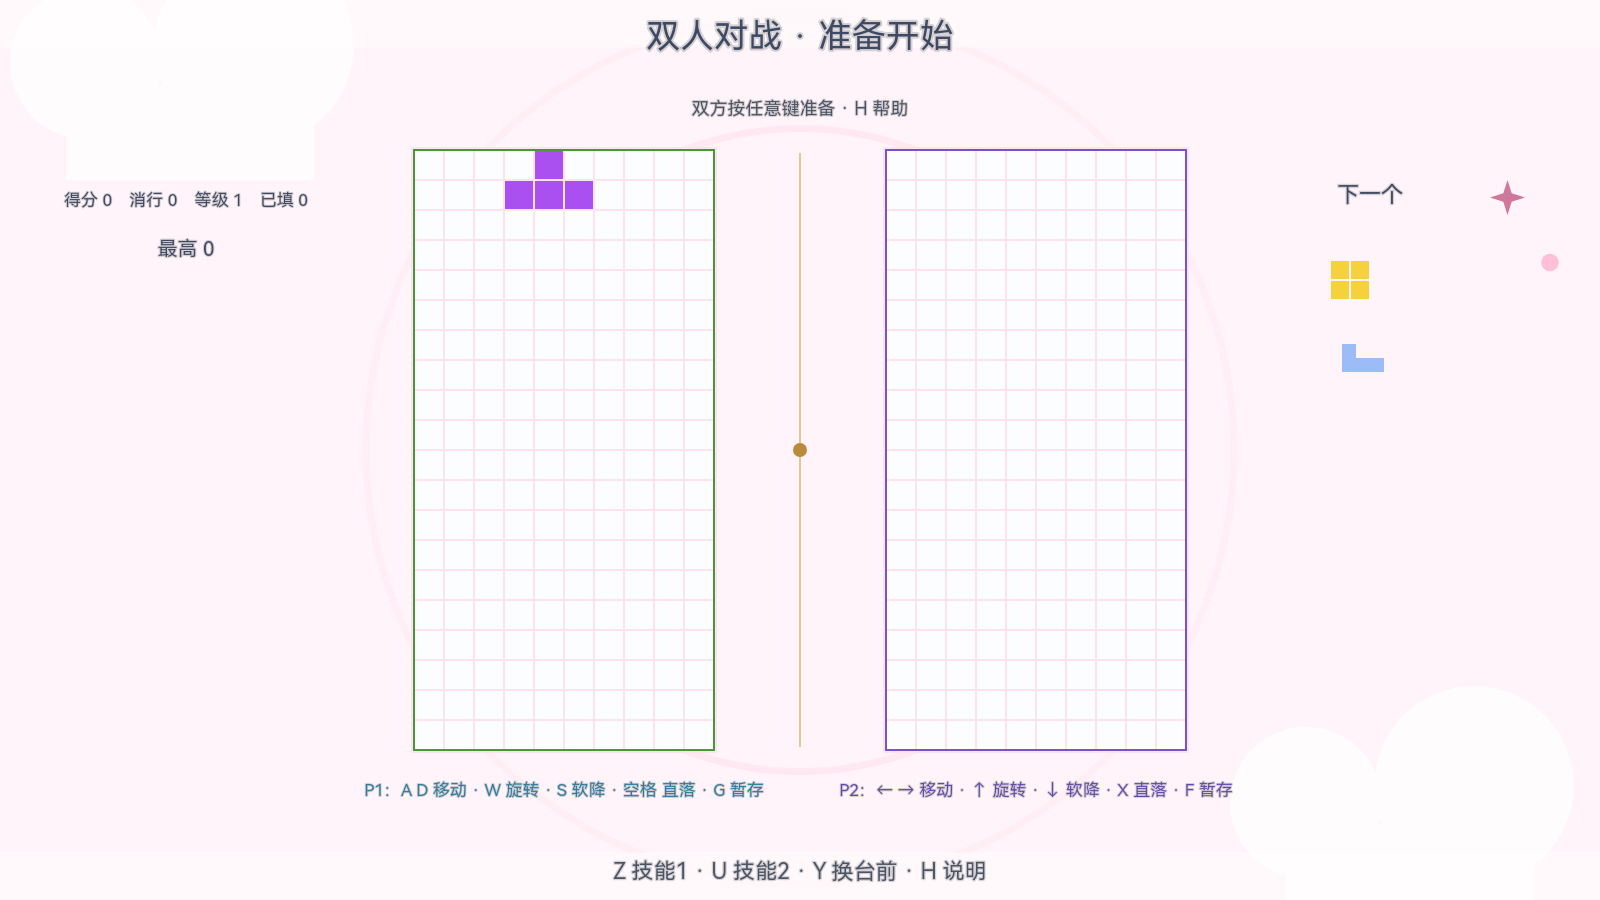 双人对战 · 准备开始
双方按任意键准备 · H 帮助
得分 0 消行 0 等级 1 已填 0
最高 0
下一个
P1: A D 移动 · W 旋转 · S 软降 · 空格 直落 · G 暂存
P2: ← → 移动 · ↑ 旋转 · ↓ 软降 · X 直落 · F 暂存
Z 技能1 · U 技能2 · Y 换台前 · H 说明